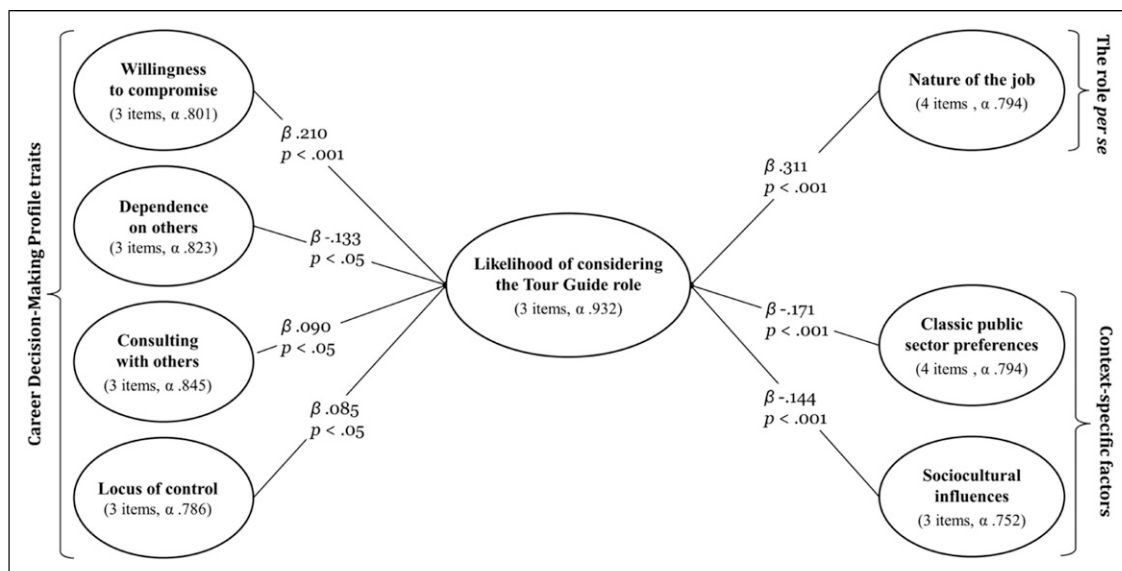 Career Decision-Making Profile traits
Willingness
to compromise
(3 items, α .801)
β .210
p < .001
Dependence
on others
(3 items, α .823)
β -.133
p < .05
Consulting
with others
(3 items, α .845)
β .090
p < .05
Locus of control
(3 items, α .786)
β .085
p < .05
Likelihood of considering
the Tour Guide role
(3 items, α .932)
β .311
p < .001
Nature of the job
(4 items , α .794)
The role per se
β -.171
p < .001
Classic public
sector preferences
(4 items , α .794)
β -.144
p < .001
Sociocultural
influences
(3 items, α .752)
Context-specific factors